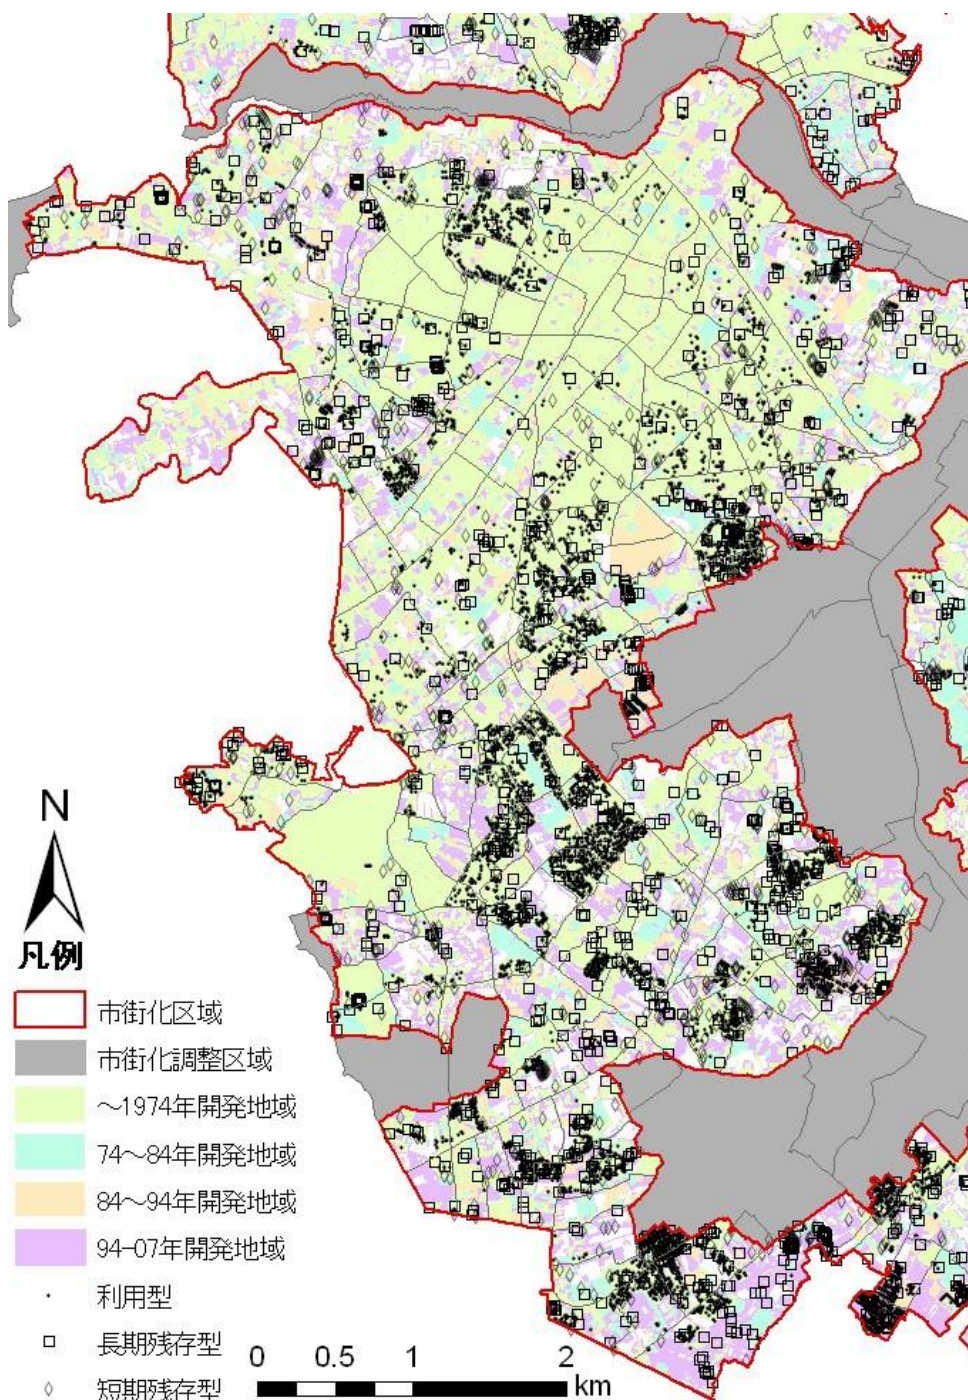 N
凡例
市街化区域
市街化調整区域
～1974年開発地域
74～84年開発地域
84～94年開発地域
94-07年開発地域
利用型
長期残存型
短期残存型
0 0.5 1 2
km